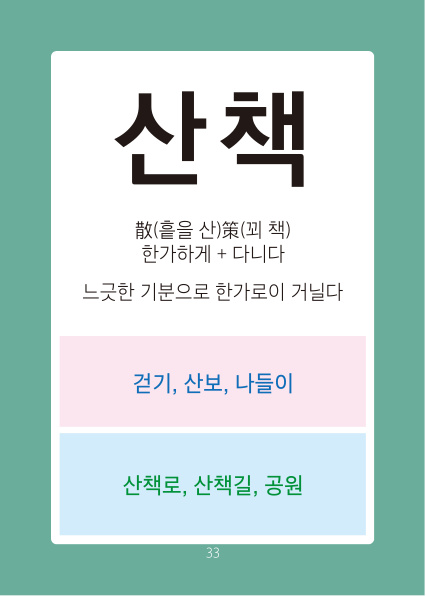 산책
散(흩을 산)策(꾀 책)
한가하게 + 다니다
느긋한 기분으로 한가로이 거닐다
걷기, 산보, 나들이
산책로, 산책길, 공원
33